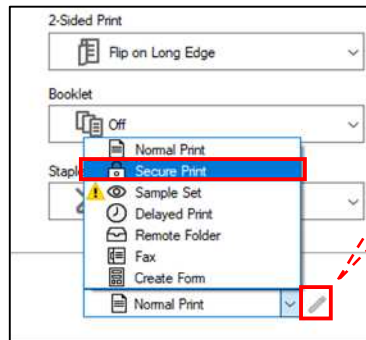 2-Sided Print
Flip on Long Edge
Booklet
Off
Normal Print
Secure Print
Sample Set
Delayed Print
Remote Folder
Fax
Create Form
Normal Print